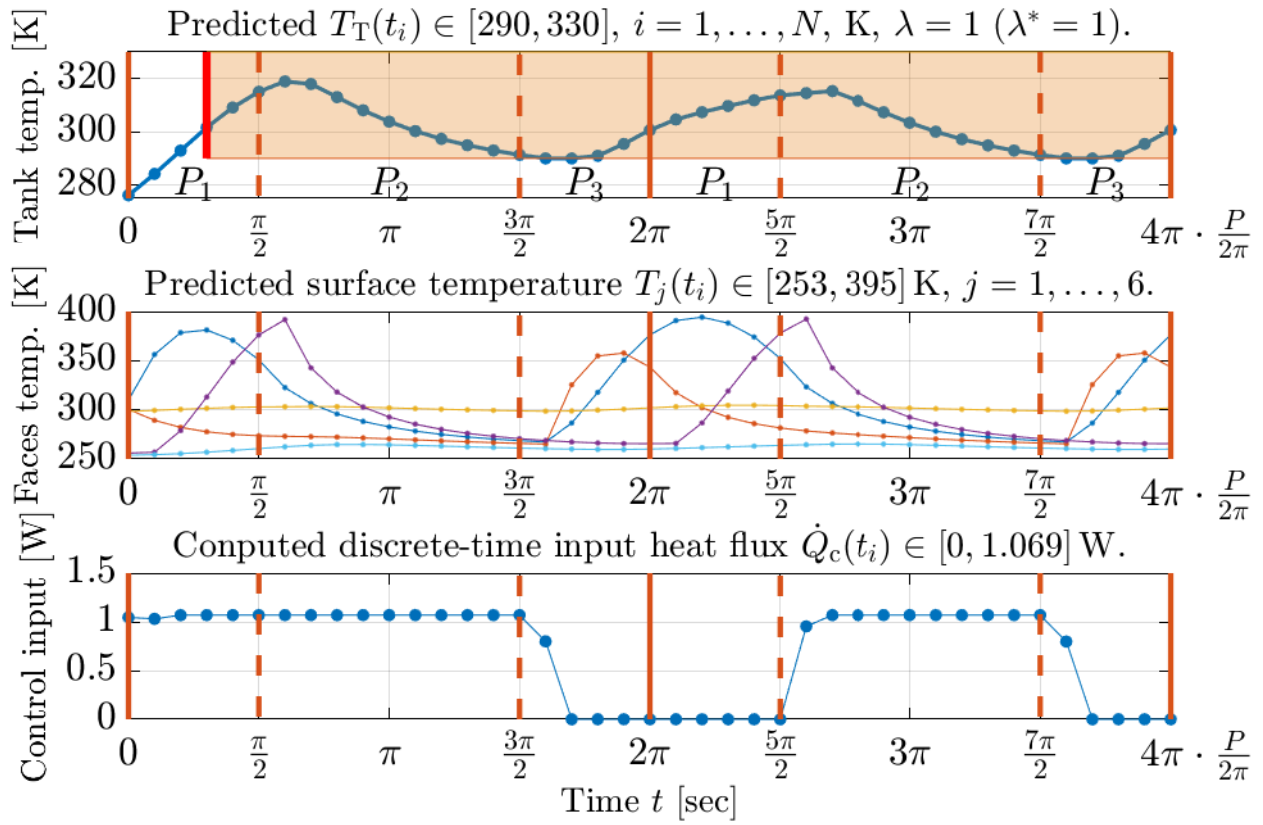 Predicted T_T(t_i) ∈ [290, 330], i = 1, . . . , N, K, λ = 1 (λ* = 1).
Tank temp. [K]
320
300
280
P_1 P_2 P_3 P_1 P_2 P_3
0 π/2 π 3π/2 2π 5π/2 3π 7π/2 4π · P/2π
Predicted surface temperature T_j(t_i) ∈ [253, 395] K, j = 1, . . . , 6.
Faces temp. [K]
400
350
300
250
0 π/2 π 3π/2 2π 5π/2 3π 7π/2 4π · P/2π
Conputed discrete-time input heat flux Q̇_c(t_i) ∈ [0, 1.069] W.
Control input [W]
1.5
1
0.5
0
0 π/2 π 3π/2 2π 5π/2 3π 7π/2 4π · P/2π
Time t [sec]